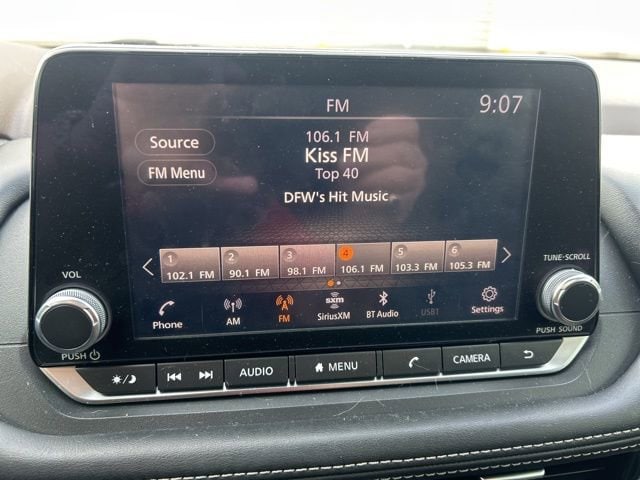 FM 9:07
Source
106.1 FM
Kiss FM
FM Menu
Top 40
DFW's Hit Music
1 2 3 4 5 6
102.1 FM 90.1 FM 98.1 FM 106.1 FM 103.3 FM 105.3 FM
VOL
TUNE·SCROLL
Phone AM FM sxm SiriusXM BT Audio USB1 Settings
PUSH
PUSH SOUND
AUDIO MENU CAMERA